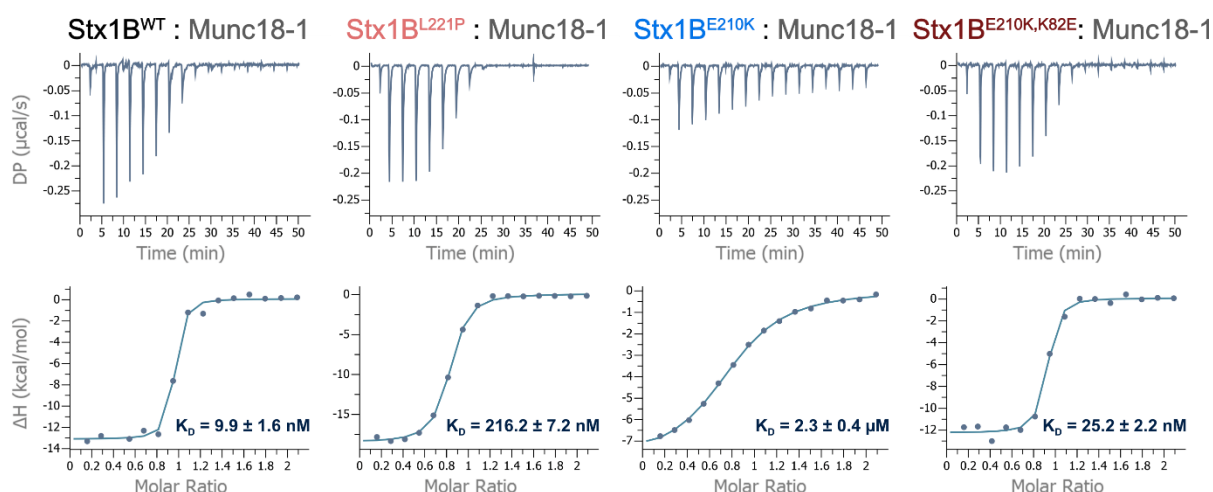 Stx1B^WT : Munc18-1
Stx1B^L221P : Munc18-1
Stx1B^E210K : Munc18-1
Stx1B^E210K,K82E: Munc18-1
DP (µcal/s)
0
-0.05
-0.1
-0.15
-0.2
-0.25
0 5 10 15 20 25 30 35 40 45 50
Time (min)
0
-0.05
-0.1
-0.15
-0.2
-0.25
0 5 10 15 20 25 30 35 40 45 50
Time (min)
0
-0.05
-0.1
-0.15
-0.2
-0.25
0 5 10 15 20 25 30 35 40 45 50
Time (min)
0
-0.05
-0.1
-0.15
-0.2
-0.25
0 5 10 15 20 25 30 35 40 45 50
Time (min)
ΔH (kcal/mol)
0
-2
-4
-6
-8
-10
-12
-14
K_D = 9.9 ± 1.6 nM
0 0.2 0.4 0.6 0.8 1 1.2 1.4 1.6 1.8 2
Molar Ratio
0
-5
-10
-15
K_D = 216.2 ± 7.2 nM
0 0.2 0.4 0.6 0.8 1 1.2 1.4 1.6 1.8 2
Molar Ratio
0
-1
-2
-3
-4
-5
-6
-7
K_D = 2.3 ± 0.4 µM
0 0.2 0.4 0.6 0.8 1 1.2 1.4 1.6 1.8 2
Molar Ratio
0
-2
-4
-6
-8
-10
-12
K_D = 25.2 ± 2.2 nM
0 0.2 0.4 0.6 0.8 1 1.2 1.4 1.6 1.8 2
Molar Ratio